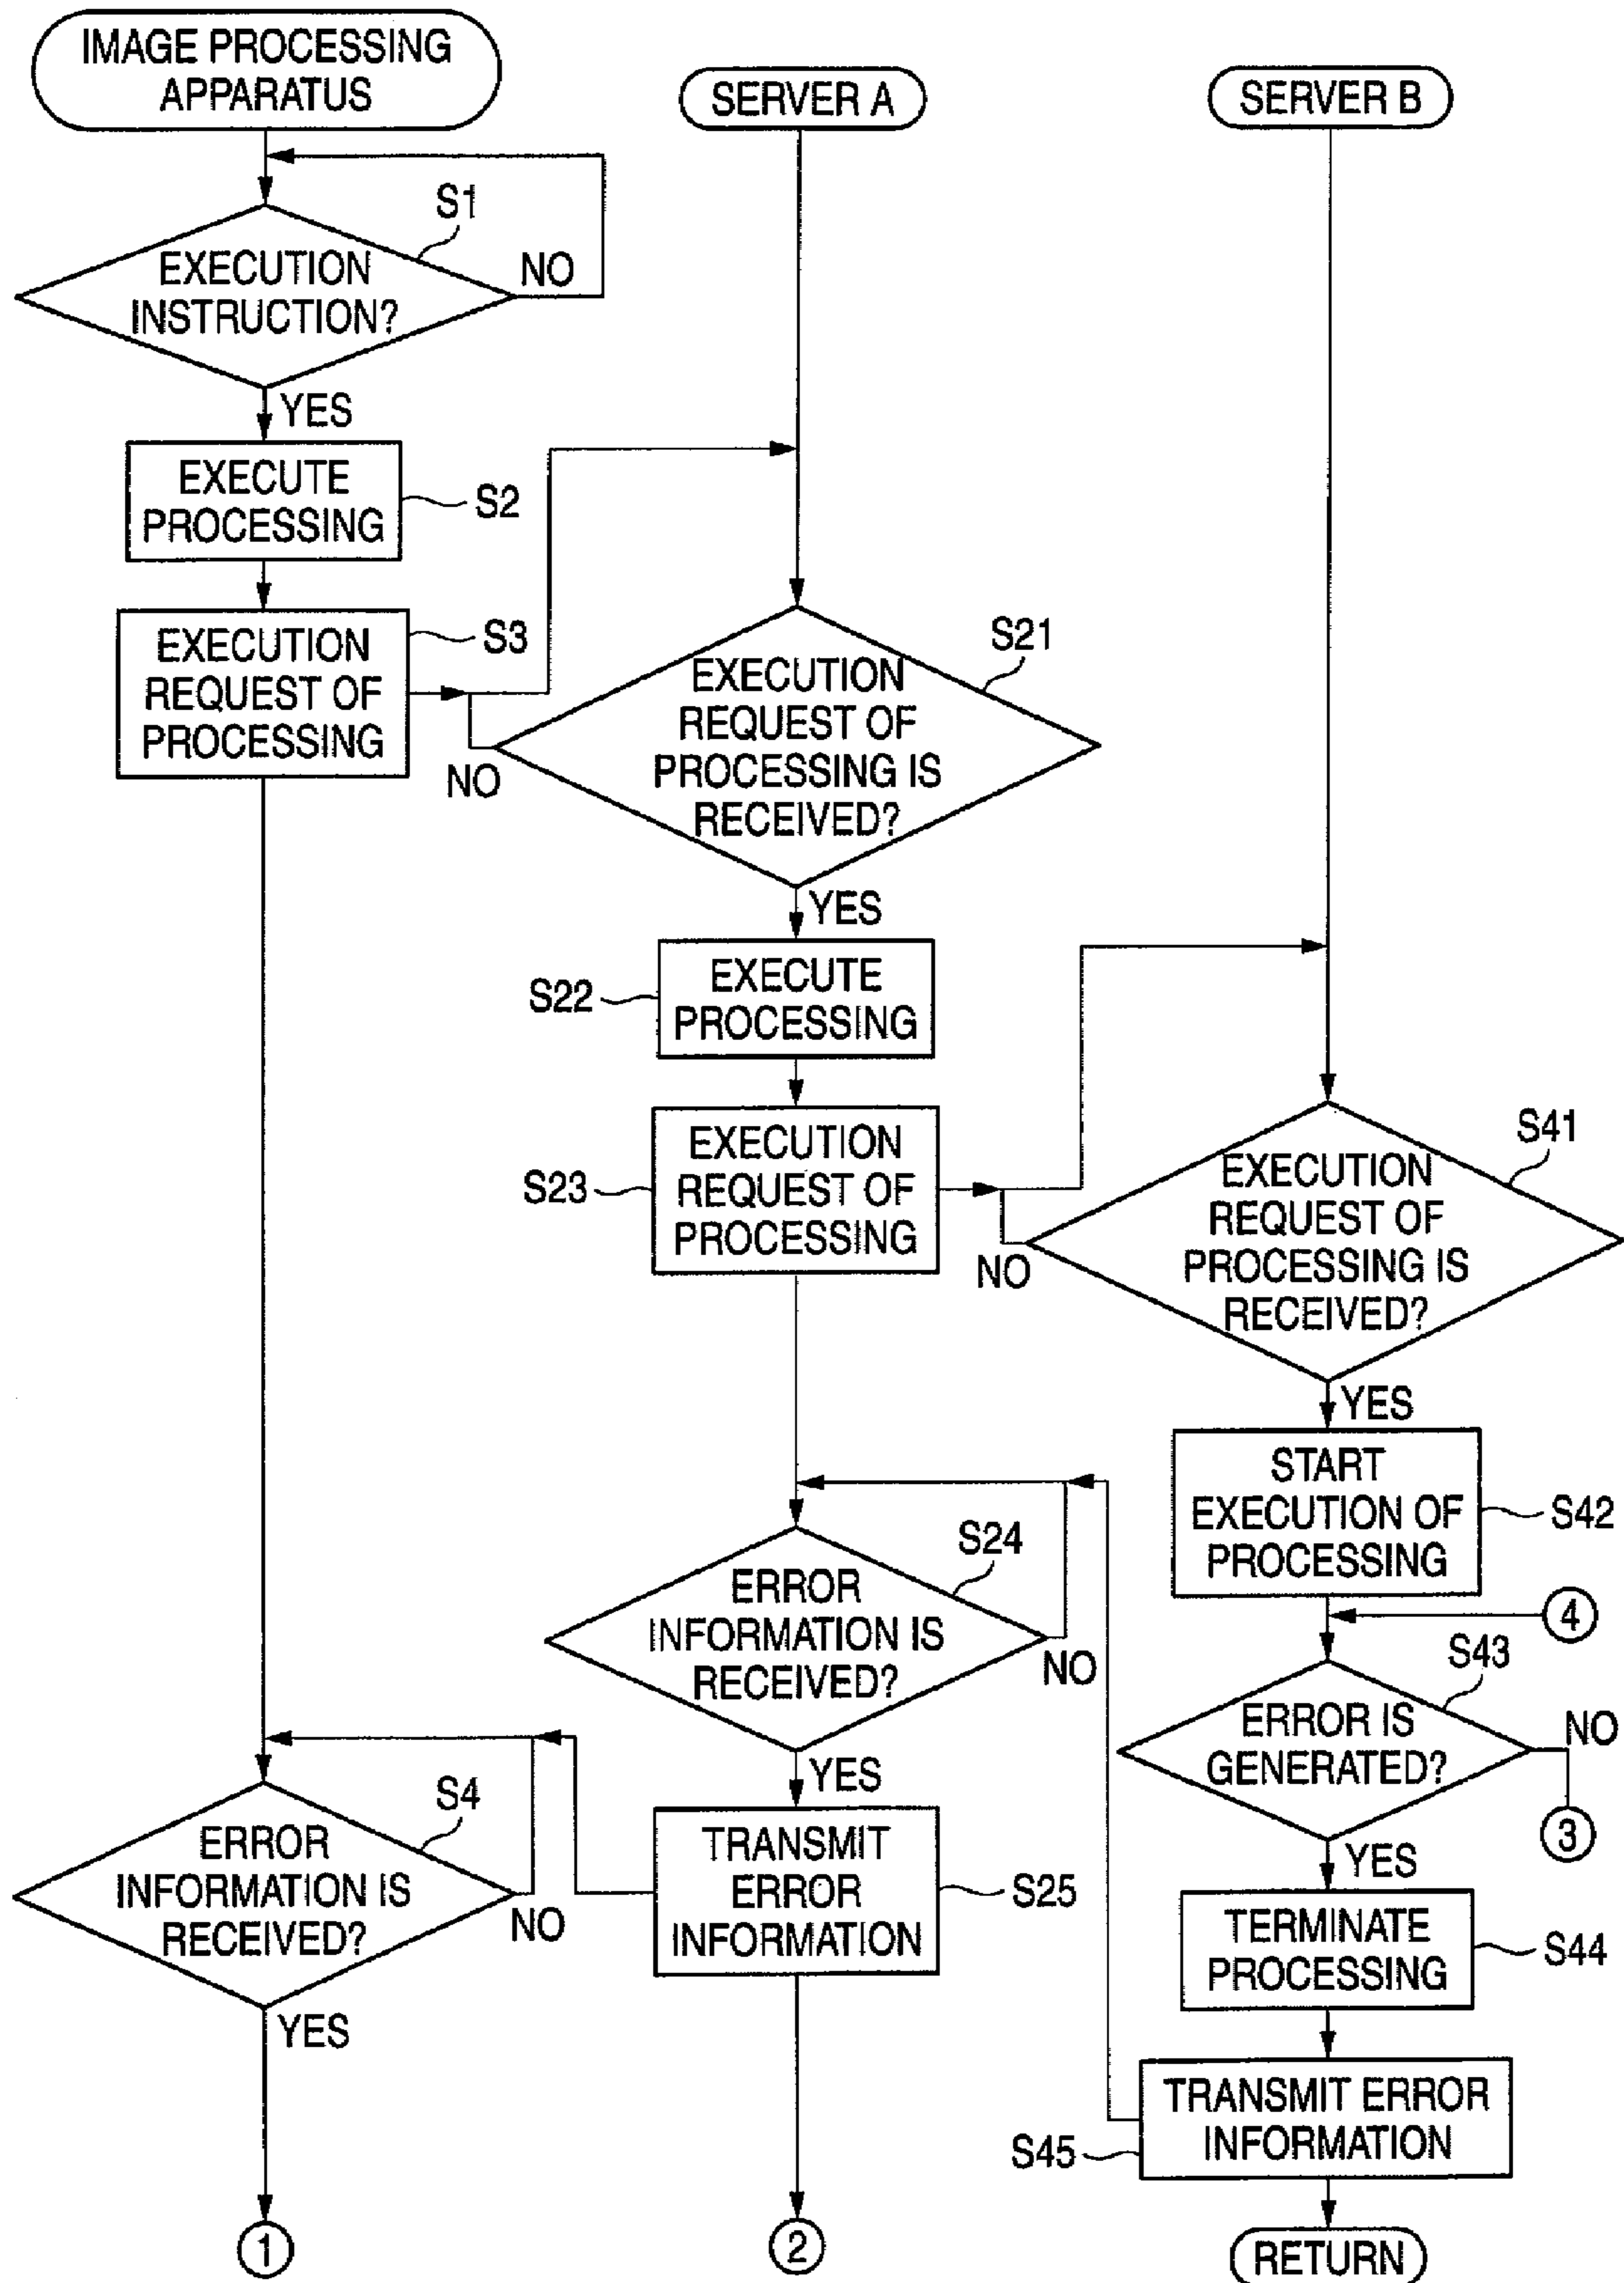 IMAGE PROCESSING
APPARATUS
SERVER A
SERVER B
S1
EXECUTION
INSTRUCTION?
NO
YES
EXECUTE
PROCESSING
S2
EXECUTION
REQUEST OF
PROCESSING
S3
S21
EXECUTION
REQUEST OF
PROCESSING IS
RECEIVED?
NO
YES
S22
EXECUTE
PROCESSING
S23
EXECUTION
REQUEST OF
PROCESSING
S41
EXECUTION
REQUEST OF
PROCESSING IS
RECEIVED?
NO
YES
START
EXECUTION OF
PROCESSING
S42
4
S24
ERROR
INFORMATION IS
RECEIVED?
NO
YES
S43
ERROR IS
GENERATED?
NO
3
YES
S4
ERROR
INFORMATION IS
RECEIVED?
NO
YES
TRANSMIT
ERROR
INFORMATION
S25
TERMINATE
PROCESSING
S44
TRANSMIT ERROR
INFORMATION
S45
1
2
RETURN